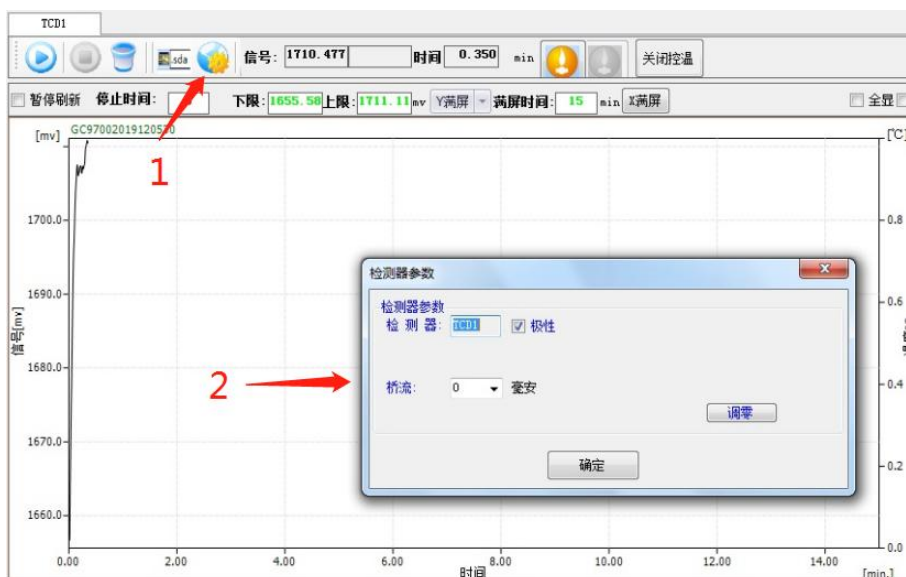 TCD1
.sda 信号: 1710.477 时间 0.350 min 关闭控温
暂停刷新 停止时间: 下限: 1655.58 上限: 1711.11 mv Y满屏 满屏时间: 15 min X满屏 全显
[mv] GC97002019120530 [℃]
1
1700.0 0.8
检测器参数
1690.0 检测器参数 0.6
检测器: TCD1 极性
信号[mv]
1680.0 2 桥流: 0 毫安 0.4
调零
1670.0 确定 0.2
1660.0
0.0
0.00 2.00 4.00 6.00 8.00 10.00 12.00 14.00
时间 [min.]